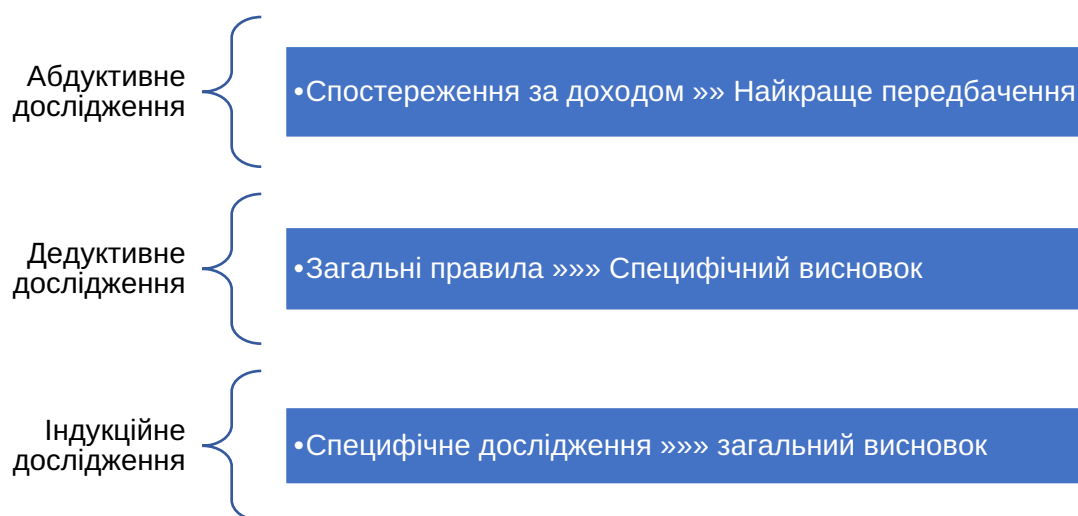 Абдуктивне
дослідження
•Спостереження за доходом »» Найкраще передбачення
Дедуктивне
дослідження
•Загальні правила »»» Специфічний висновок
Індукційне
дослідження
•Специфічне дослідження »»» загальний висновок